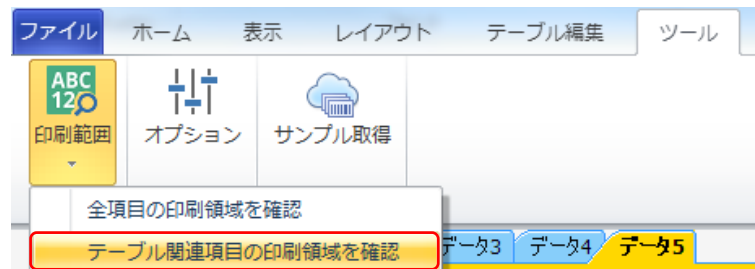 ファイル ホーム 表示 レイアウト テーブル編集 ツール
ABC
12
印刷範囲 オプション サンプル取得
全項目の印刷領域を確認
テーブル関連項目の印刷領域を確認
データ3 データ4 データ5